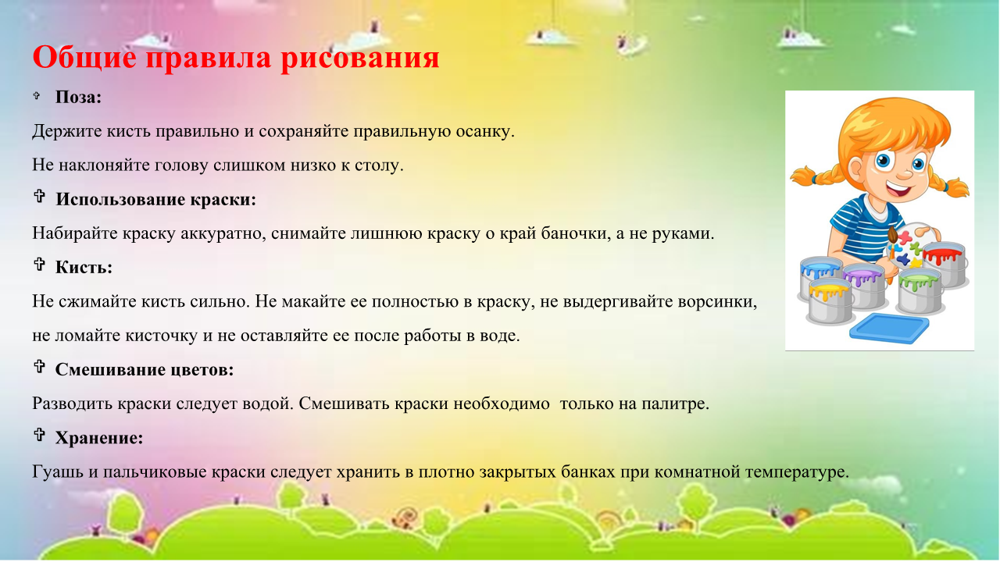 Общие правила рисования
✞ Поза:
Держите кисть правильно и сохраняйте правильную осанку.
Не наклоняйте голову слишком низко к столу.
✞ Использование краски:
Набирайте краску аккуратно, снимайте лишнюю краску о край баночки, а не руками.
✞ Кисть:
Не сжимайте кисть сильно. Не макайте ее полностью в краску, не выдергивайте ворсинки,
не ломайте кисточку и не оставляйте ее после работы в воде.
✞ Смешивание цветов:
Разводить краски следует водой. Смешивать краски необходимо  только на палитре.
✞ Хранение:
Гуашь и пальчиковые краски следует хранить в плотно закрытых банках при комнатной температуре.